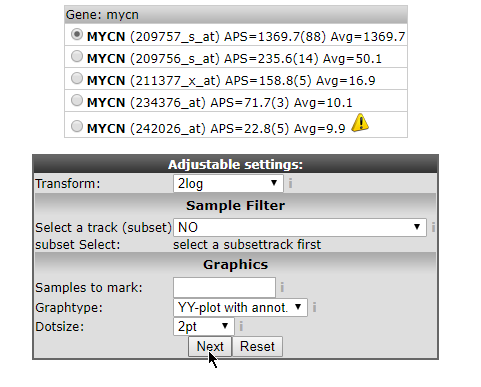 Gene: mycn
MYCN (209757_s_at) APS=1369.7(88) Avg=1369.7
MYCN (209756_s_at) APS=235.6(14) Avg=50.1
MYCN (211377_x_at) APS=158.8(5) Avg=16.9
MYCN (234376_at) APS=71.7(3) Avg=10.1
MYCN (242026_at) APS=22.8(5) Avg=9.9
Adjustable settings:
Transform: 2log
Sample Filter
Select a track (subset) NO
subset Select: select a subsettrack first
Graphics
Samples to mark:
Graphtype: YY-plot with annot.
Dotsize: 2pt
Next Reset